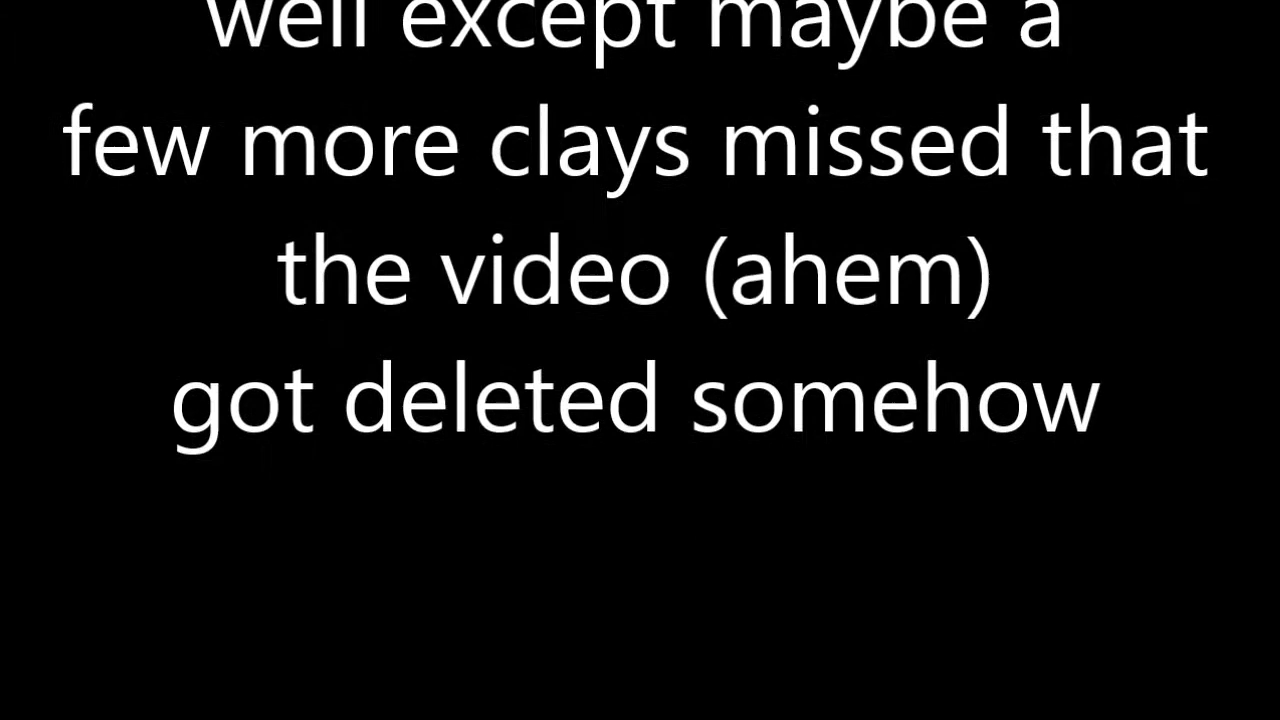 well except maybe a
few more clays missed that
the video (ahem)
got deleted somehow